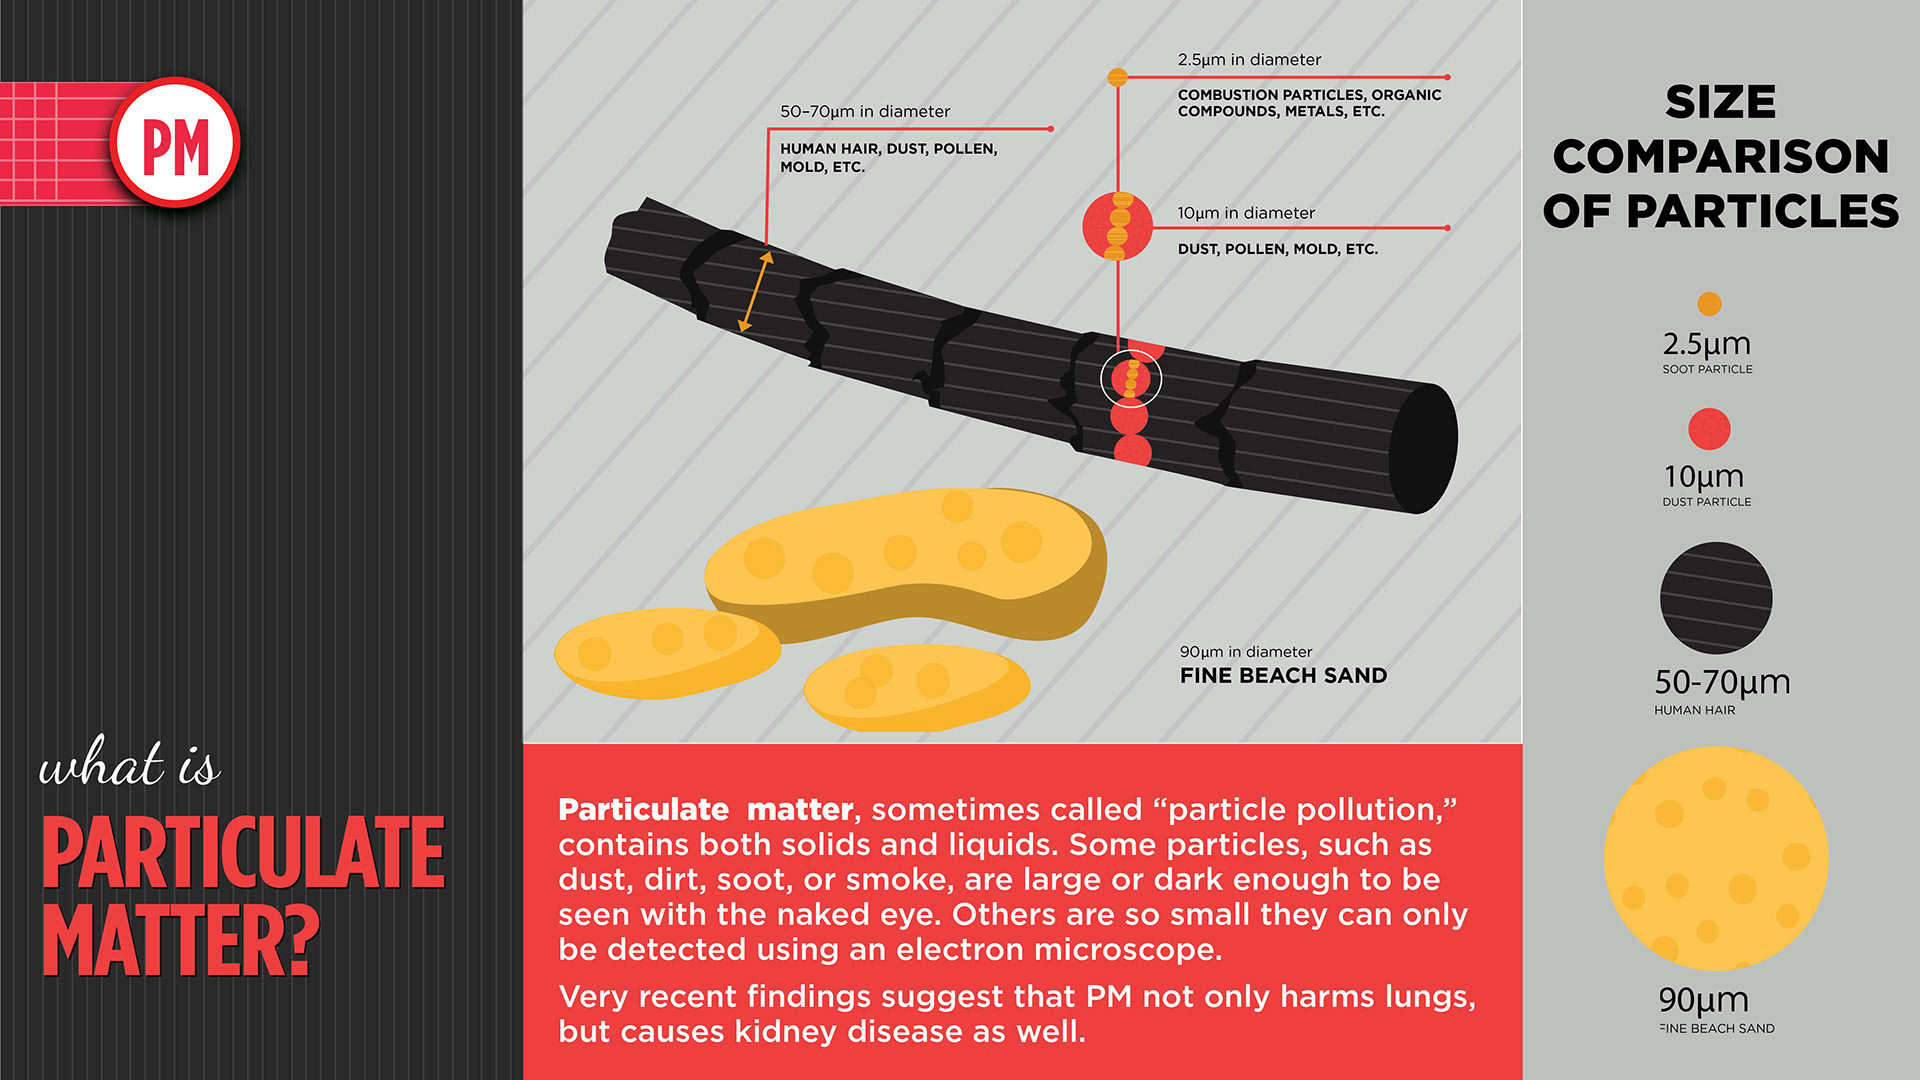 PM
what is
PARTICULATE
MATTER?
50–70µm in diameter
HUMAN HAIR, DUST, POLLEN,
MOLD, ETC.
2.5µm in diameter
COMBUSTION PARTICLES, ORGANIC
COMPOUNDS, METALS, ETC.
10µm in diameter
DUST, POLLEN, MOLD, ETC.
90µm in diameter
FINE BEACH SAND
Particulate matter, sometimes called “particle pollution,”
contains both solids and liquids. Some particles, such as
dust, dirt, soot, or smoke, are large or dark enough to be
seen with the naked eye. Others are so small they can only
be detected using an electron microscope.
Very recent findings suggest that PM not only harms lungs,
but causes kidney disease as well.
SIZE
COMPARISON
OF PARTICLES
2.5µm
SOOT PARTICLE
10µm
DUST PARTICLE
50-70µm
HUMAN HAIR
90µm
FINE BEACH SAND